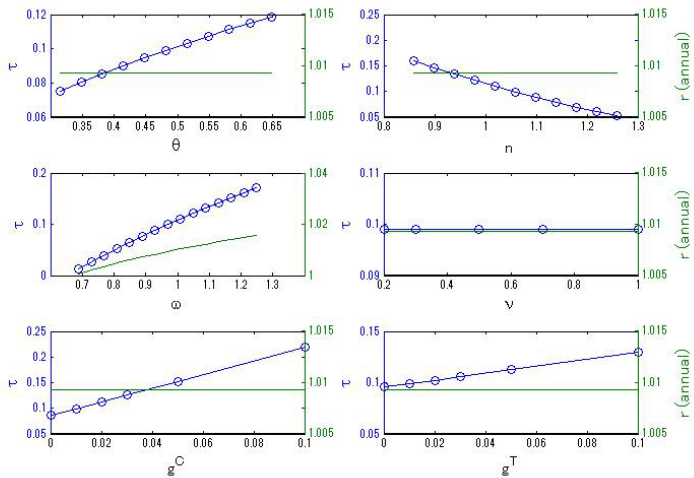 0.12 1.015 0.25 1.015
τ 0.1 1.01 r (annual) τ 0.2 1.01 r (annual)
0.08 0.15
0.1
0.06 1.005 0.05 1.005
0.35 0.4 0.45 0.5 0.55 0.6 0.65 0.8 0.9 1 1.1 1.2 1.3
θ n
0.2 1.04 0.11 1.015
τ 0.1 1.02 τ 0.1 1.01 r (annual)
0 1 0.09 1.005
0.7 0.8 0.9 1 1.1 1.2 1.3 0.2 0.4 0.6 0.8 1
ω ν
0.25 1.015 0.15 1.015
0.2
τ 0.15 1.01 r (annual) τ 0.1 1.01 r (annual)
0.1
0.05 1.005 0.05 1.005
0 0.02 0.04 0.06 0.08 0.1 0 0.02 0.04 0.06 0.08 0.1
g^C g^T